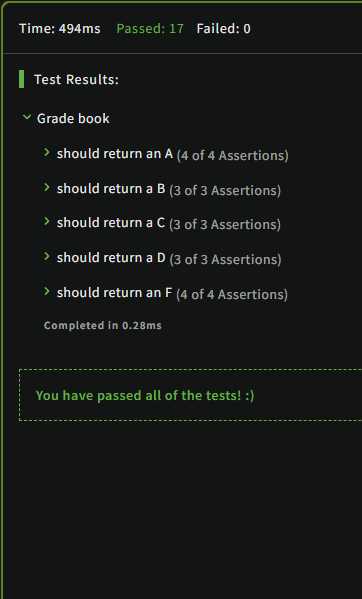 Time: 494ms Passed: 17 Failed: 0
Test Results:
Grade book
should return an A (4 of 4 Assertions)
should return a B (3 of 3 Assertions)
should return a C (3 of 3 Assertions)
should return a D (3 of 3 Assertions)
should return an F (4 of 4 Assertions)
Completed in 0.28ms
You have passed all of the tests! :)